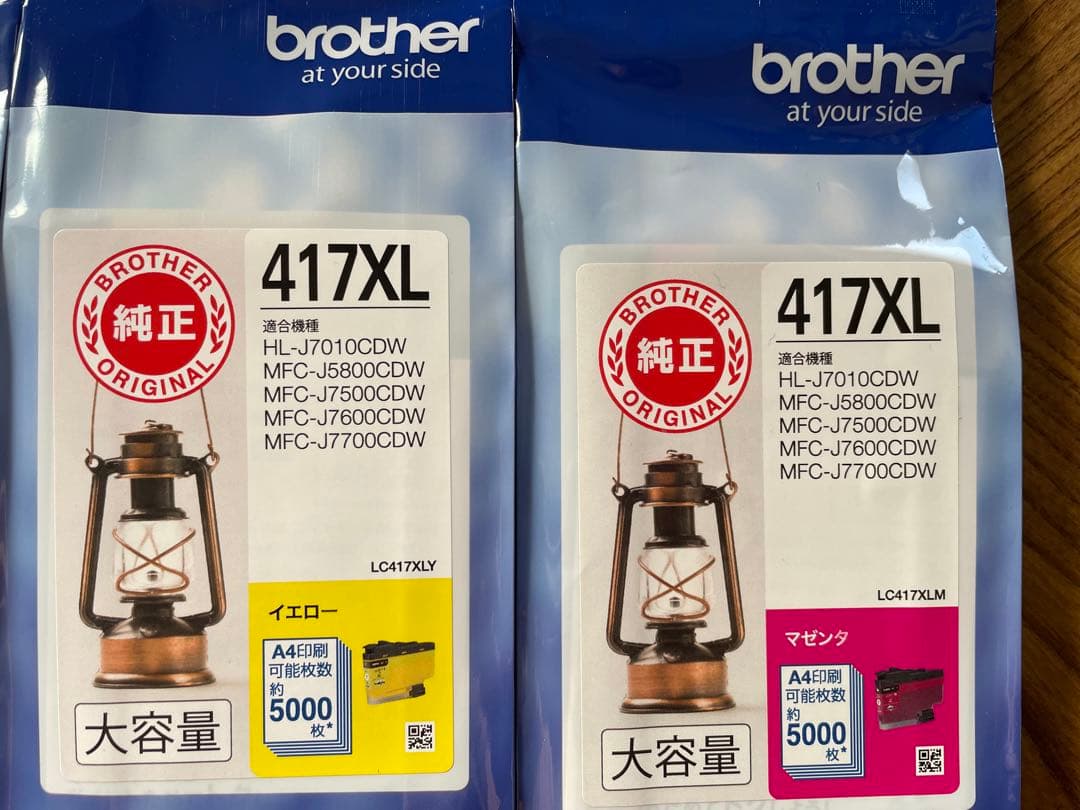 brother
at your side
BROTHER
純正
ORIGINAL
417XL
適合機種
HL-J7010CDW
MFC-J5800CDW
MFC-J7500CDW
MFC-J7600CDW
MFC-J7700CDW
LC417XLY
イエロー
A4印刷
可能枚数
約
5000
枚*
大容量
brother
at your side
BROTHER
純正
ORIGINAL
417XL
適合機種
HL-J7010CDW
MFC-J5800CDW
MFC-J7500CDW
MFC-J7600CDW
MFC-J7700CDW
LC417XLM
マゼンタ
A4印刷
可能枚数
約
5000
枚*
大容量